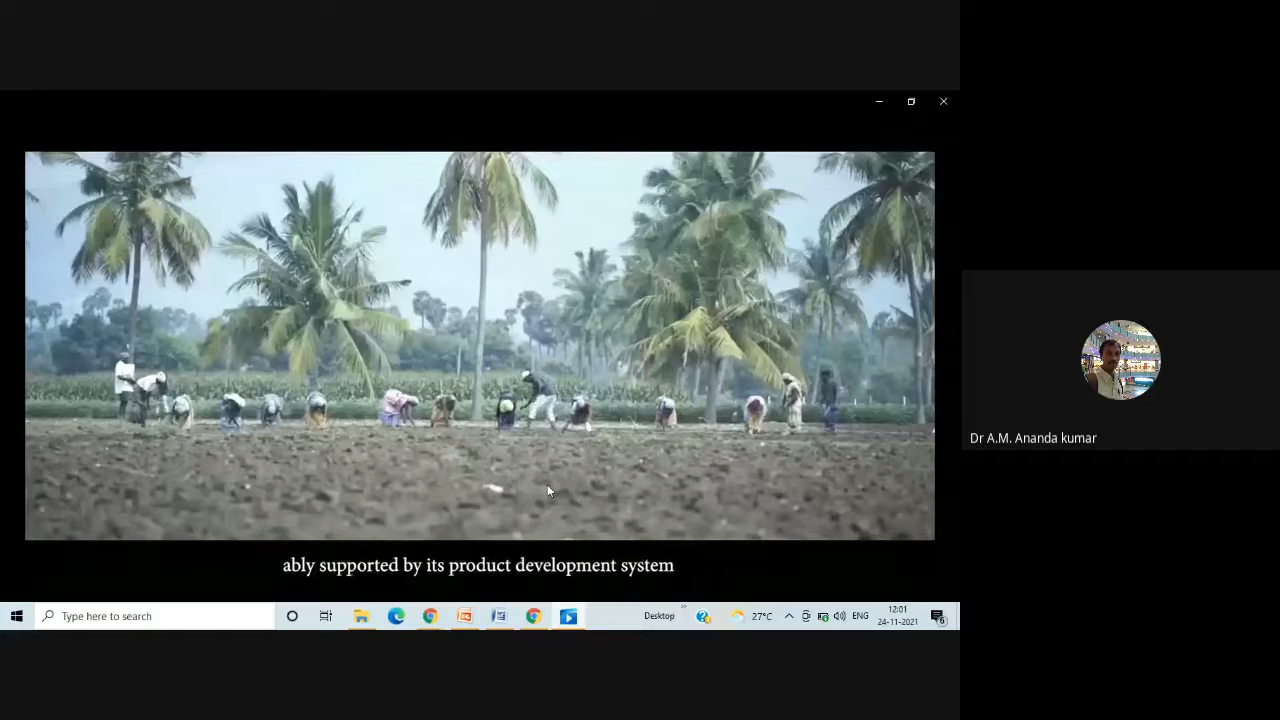 ably supported by its product development system
Dr A.M. Ananda kumar
Type here to search
Desktop
27°C
ENG
12:01
24-11-2021
6